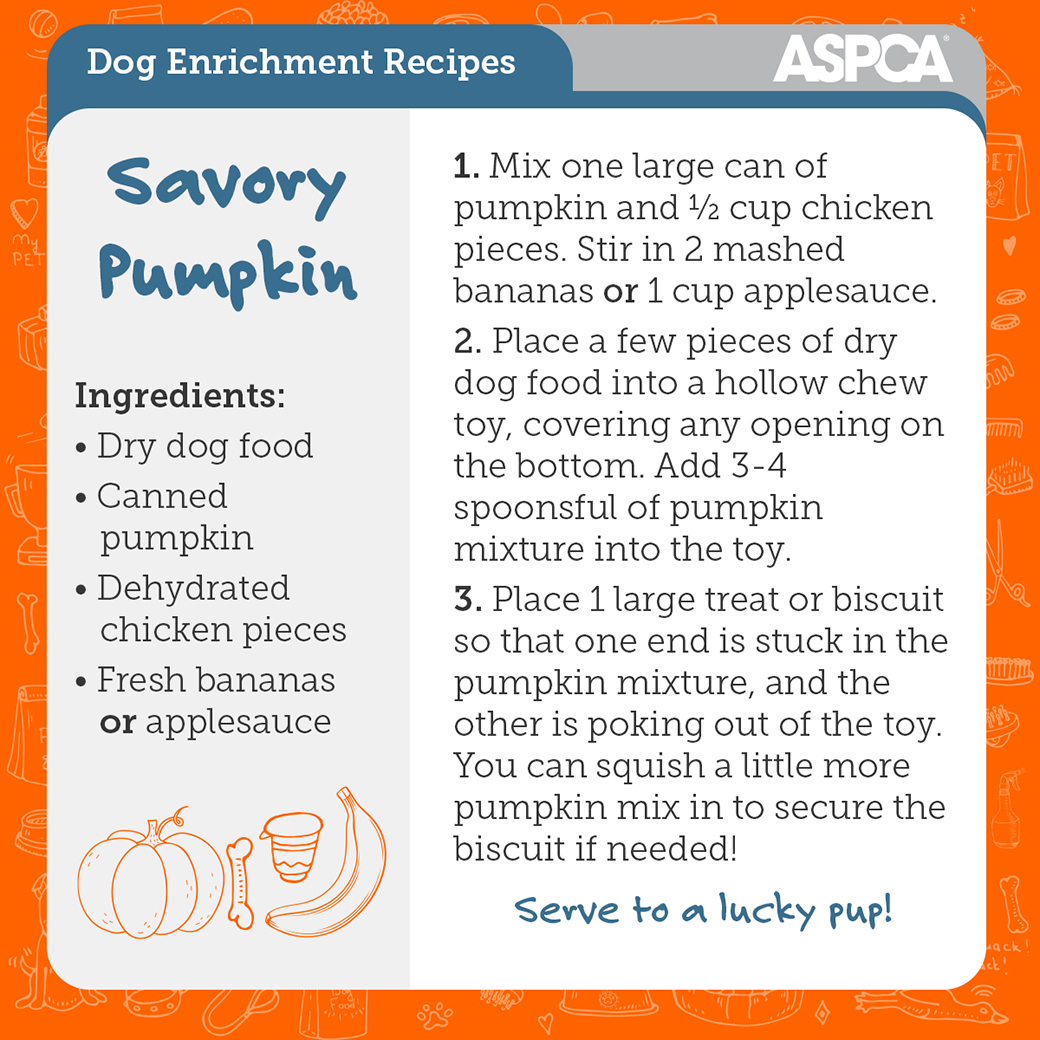 Dog Enrichment Recipes
ASPCA®
Savory
Pumpkin
Ingredients:
• Dry dog food
• Canned
pumpkin
• Dehydrated
chicken pieces
• Fresh bananas
or applesauce
1. Mix one large can of
pumpkin and ½ cup chicken
pieces. Stir in 2 mashed
bananas or 1 cup applesauce.
2. Place a few pieces of dry
dog food into a hollow chew
toy, covering any opening on
the bottom. Add 3-4
spoonsful of pumpkin
mixture into the toy.
3. Place 1 large treat or biscuit
so that one end is stuck in the
pumpkin mixture, and the
other is poking out of the toy.
You can squish a little more
pumpkin mix in to secure the
biscuit if needed!
Serve to a lucky pup!
my
PET
PET